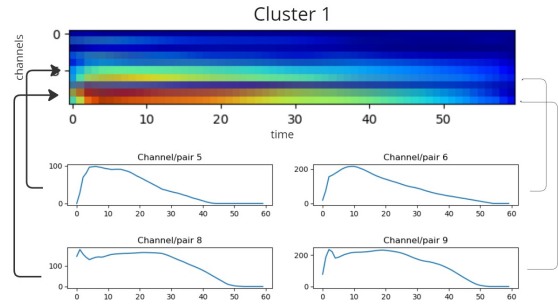 Cluster 1
channels
0
5
0 10 20 30 40 50
time
Channel/pair 5
100
0
0 10 20 30 40 50 60
Channel/pair 6
200
0
0 10 20 30 40 50 60
Channel/pair 8
100
0
0 10 20 30 40 50 60
Channel/pair 9
200
0
0 10 20 30 40 50 60